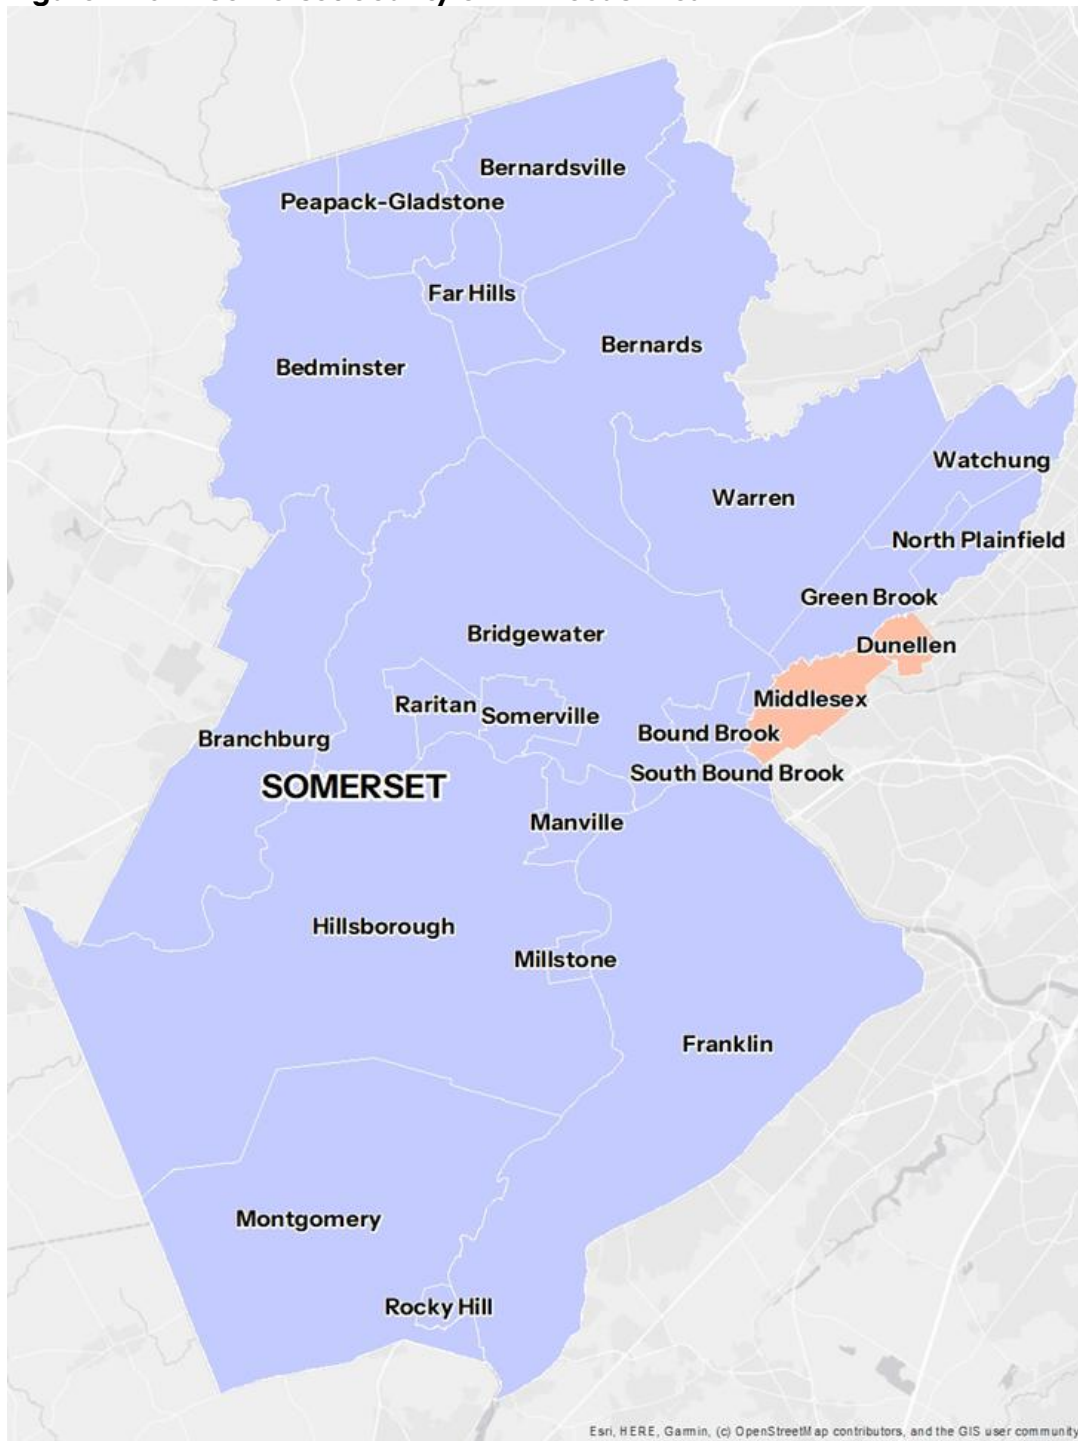 Bernardsville
Peapack-Gladstone
Far Hills
Bernards
Bedminster
Watchung
Warren
North Plainfield
Green Brook
Bridgewater
Dunellen
Middlesex
Raritan
Somerville
Bound Brook
Branchburg
South Bound Brook
SOMERSET
Manville
Hillsborough
Millstone
Franklin
Montgomery
Rocky Hill
Esri, HERE, Garmin, (c) OpenStreetMap contributors, and the GIS user community